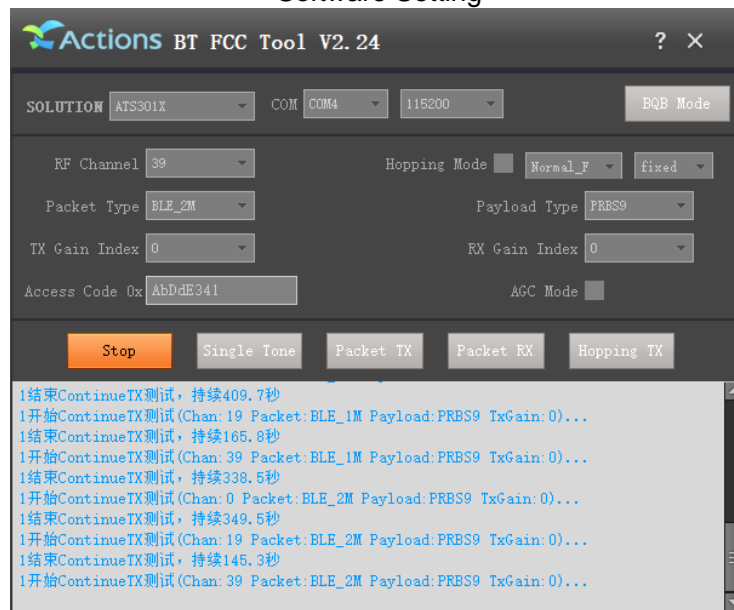 Software Setting
Actions BT FCC Tool V2.24 ? ×
SOLUTION ATS301X COM COM4 115200 BQB Mode
RF Channel 39 Hopping Mode Normal_F fixed
Packet Type BLE_2M Payload Type PRBS9
TX Gain Index 0 RX Gain Index 0
Access Code 0x AbDdE341 AGC Mode
Stop Single Tone Packet TX Packet RX Hopping TX
1结束ContinueTX测试，持续409.7秒
1开始ContinueTX测试(Chan:19 Packet:BLE_1M Payload:PRBS9 TxGain:0)...
1结束ContinueTX测试，持续165.8秒
1开始ContinueTX测试(Chan:39 Packet:BLE_1M Payload:PRBS9 TxGain:0)...
1结束ContinueTX测试，持续338.5秒
1开始ContinueTX测试(Chan:0 Packet:BLE_2M Payload:PRBS9 TxGain:0)...
1结束ContinueTX测试，持续349.5秒
1开始ContinueTX测试(Chan:19 Packet:BLE_2M Payload:PRBS9 TxGain:0)...
1结束ContinueTX测试，持续145.3秒
1开始ContinueTX测试(Chan:39 Packet:BLE_2M Payload:PRBS9 TxGain:0)...